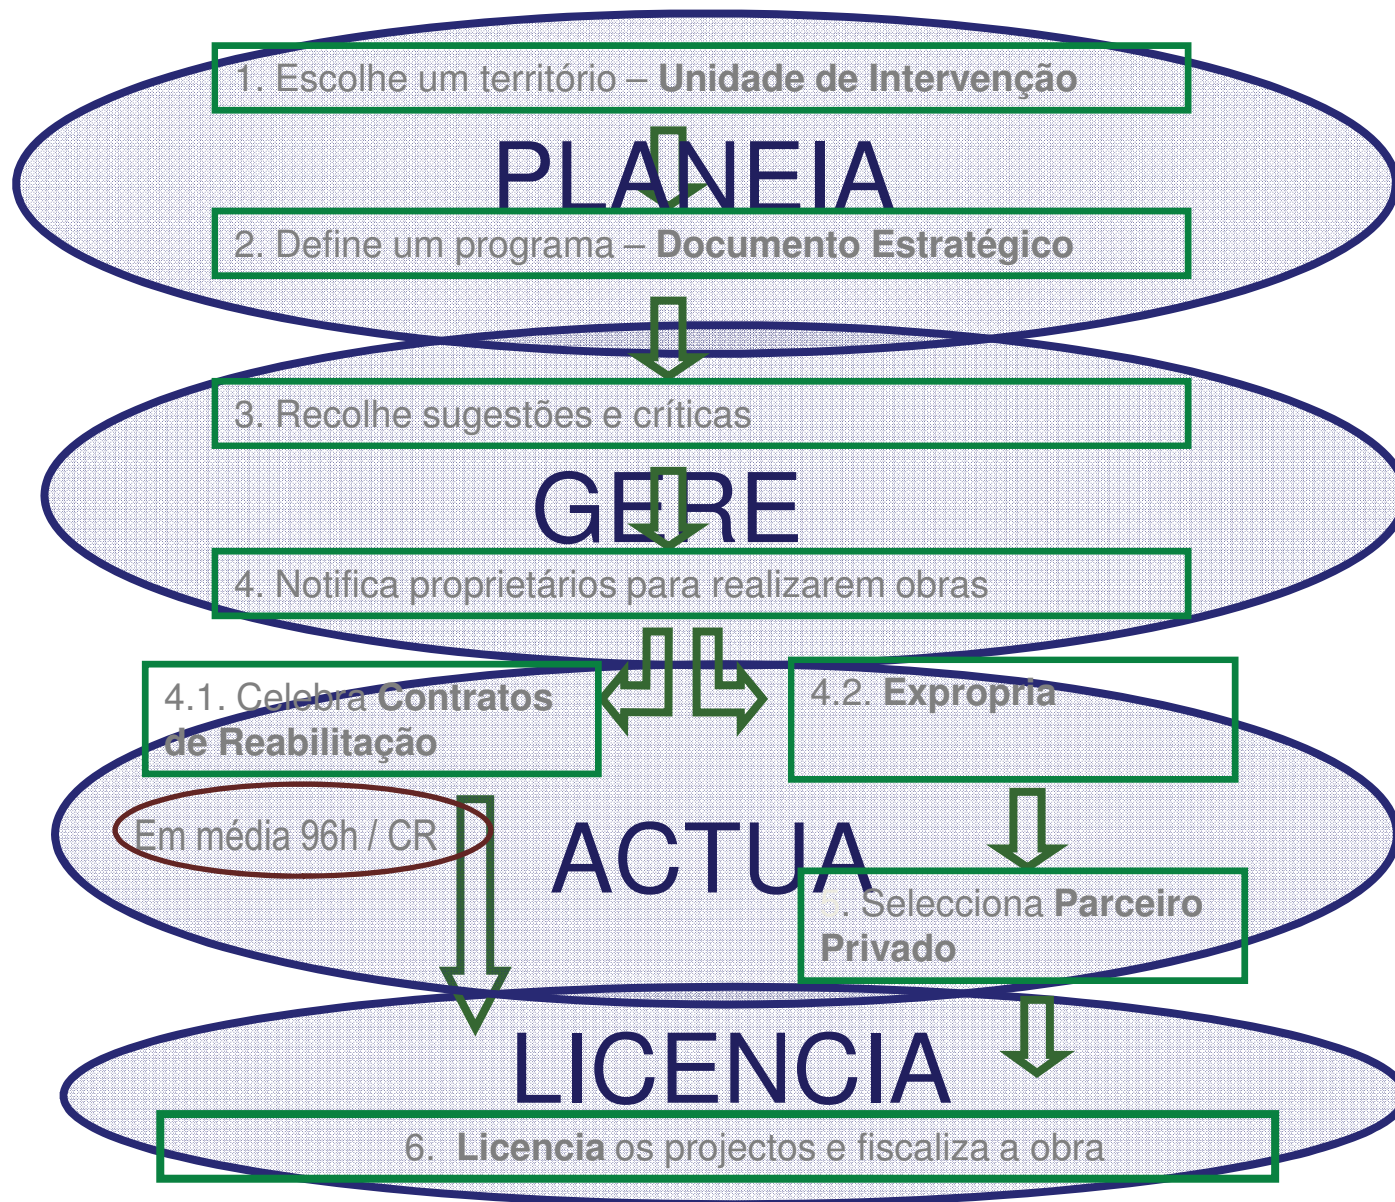 1. Escolhe um território – Unidade de Intervenção
PLANEIA
2. Define um programa – Documento Estratégico
3. Recolhe sugestões e críticas
GERE
4. Notifica proprietários para realizarem obras
4.1. Celebra Contratos
de Reabilitação
4.2. Expropria
Em média 96h / CR
ACTUA
. Selecciona Parceiro
Privado
LICENCIA
6. Licencia os projectos e fiscaliza a obra